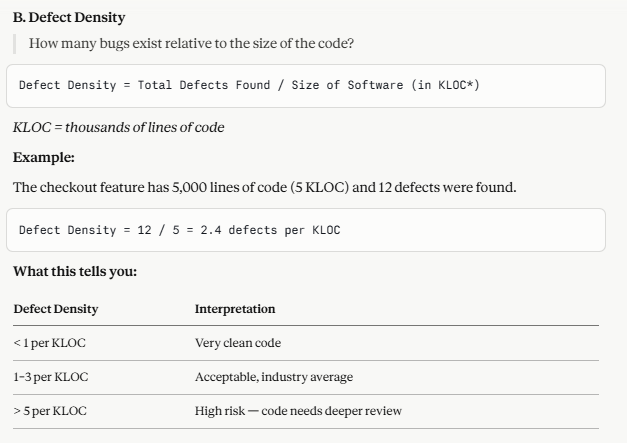 B. Defect Density
How many bugs exist relative to the size of the code?
Defect Density = Total Defects Found / Size of Software (in KLOC*)
KLOC = thousands of lines of code
Example:
The checkout feature has 5,000 lines of code (5 KLOC) and 12 defects were found.
Defect Density = 12 / 5 = 2.4 defects per KLOC
What this tells you:
Defect Density Interpretation
< 1 per KLOC Very clean code
1–3 per KLOC Acceptable, industry average
> 5 per KLOC High risk — code needs deeper review